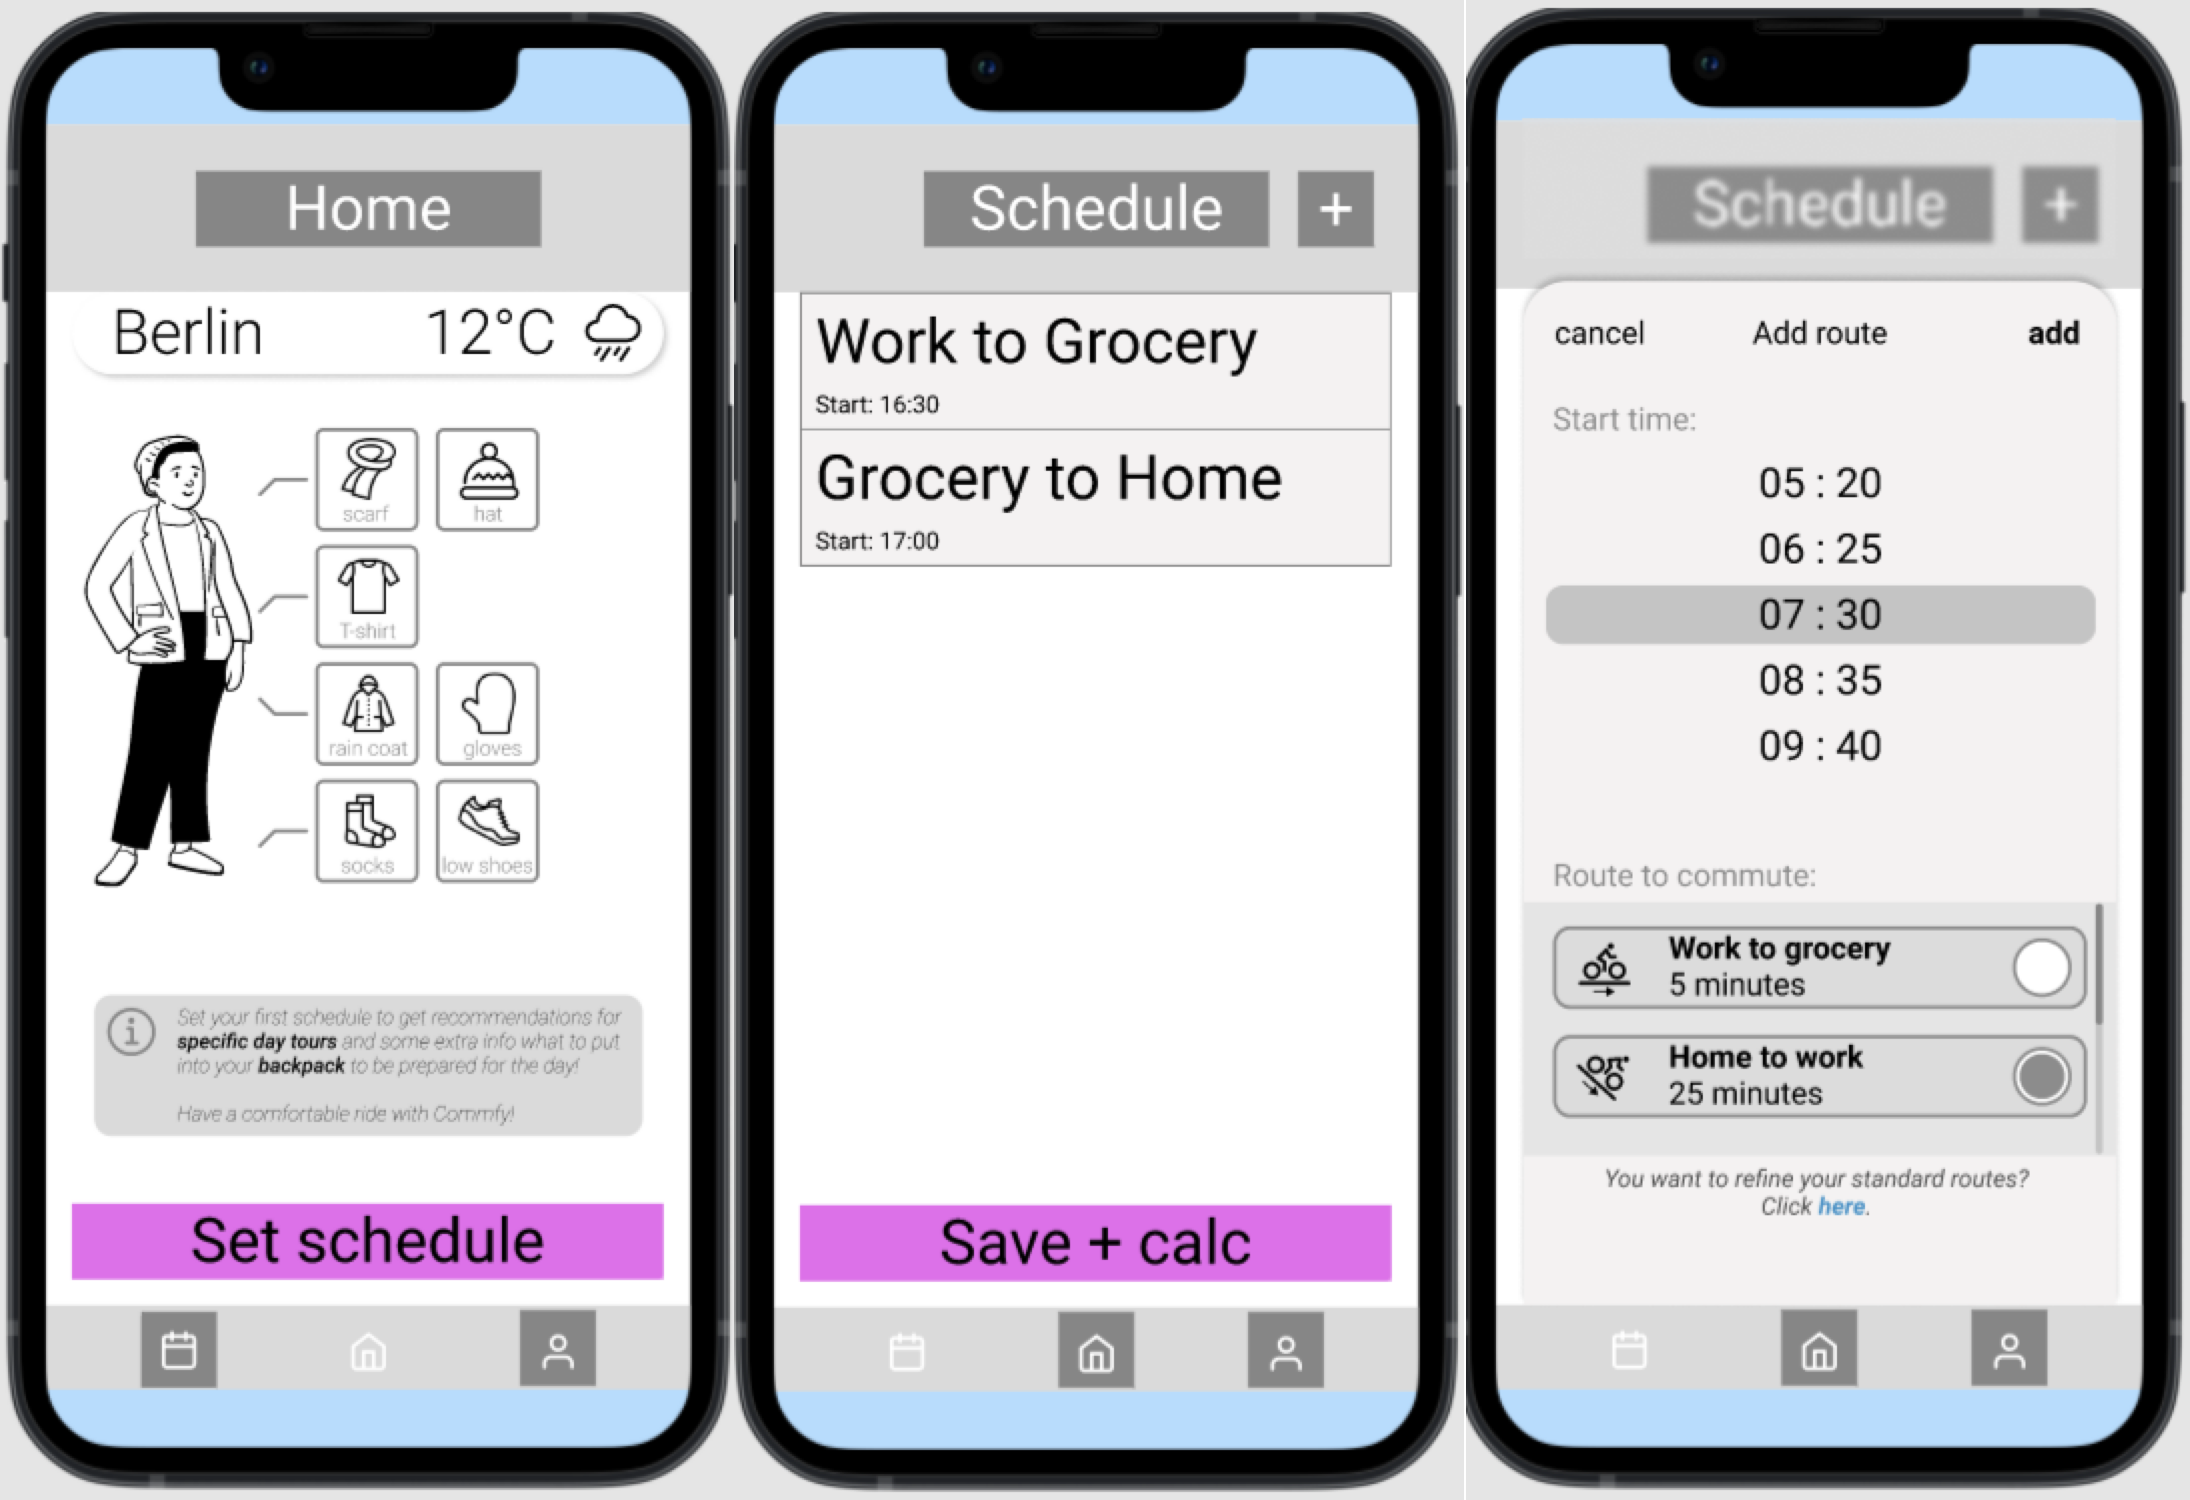 Home
Berlin 12°C
scarf hat
T-shirt
rain coat gloves
socks low shoes
Set your first schedule to get recommendations for
specific day tours and some extra info what to put
into your backpack to be prepared for the day!
Have a comfortable ride with Commfy!
Set schedule
Schedule +
Work to Grocery
Start: 16:30
Grocery to Home
Start: 17:00
Save + calc
Schedule +
cancel Add route add
Start time:
05 : 20
06 : 25
07 : 30
08 : 35
09 : 40
Route to commute:
Work to grocery
5 minutes
Home to work
25 minutes
You want to refine your standard routes?
Click here.